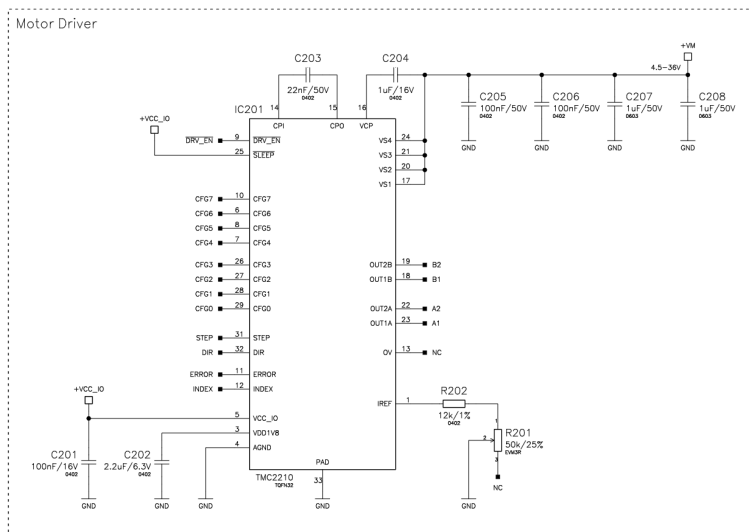 Motor Driver
+VM
4.5-36V
C203
22nF/50V
0402
C204
1uF/16V
0402
C205
100nF/50V
0402
C206
100nF/50V
0402
C207
1uF/50V
0603
C208
1uF/50V
0603
GND
GND
GND
GND
IC201
14
15
16
CPI
CPO
VCP
+VCC_IO
DRV_EN 9 DRV_EN
25 SLEEP
CFG7 10 CFG7
CFG6 6 CFG6
CFG5 8 CFG5
CFG4 7 CFG4
CFG3 26 CFG3
CFG2 27 CFG2
CFG1 28 CFG1
CFG0 29 CFG0
STEP 31 STEP
DIR 32 DIR
ERROR 11 ERROR
INDEX 12 INDEX
5 VCC_IO
3 VDD1V8
4 AGND
VS4 24
VS3 21
VS2 20
VS1 17
OUT2B 19 B2
OUT1B 18 B1
OUT2A 22 A2
OUT1A 23 A1
OV 13 NC
IREF 1
R202
12k/1%
0402
1
2
3
R201
50k/25%
EVM3R
NC
GND
+VCC_IO
C201
100nF/16V
0402
C202
2.2uF/6.3V
0402
GND
GND
GND
PAD
TMC2210
TQFN32
33
GND